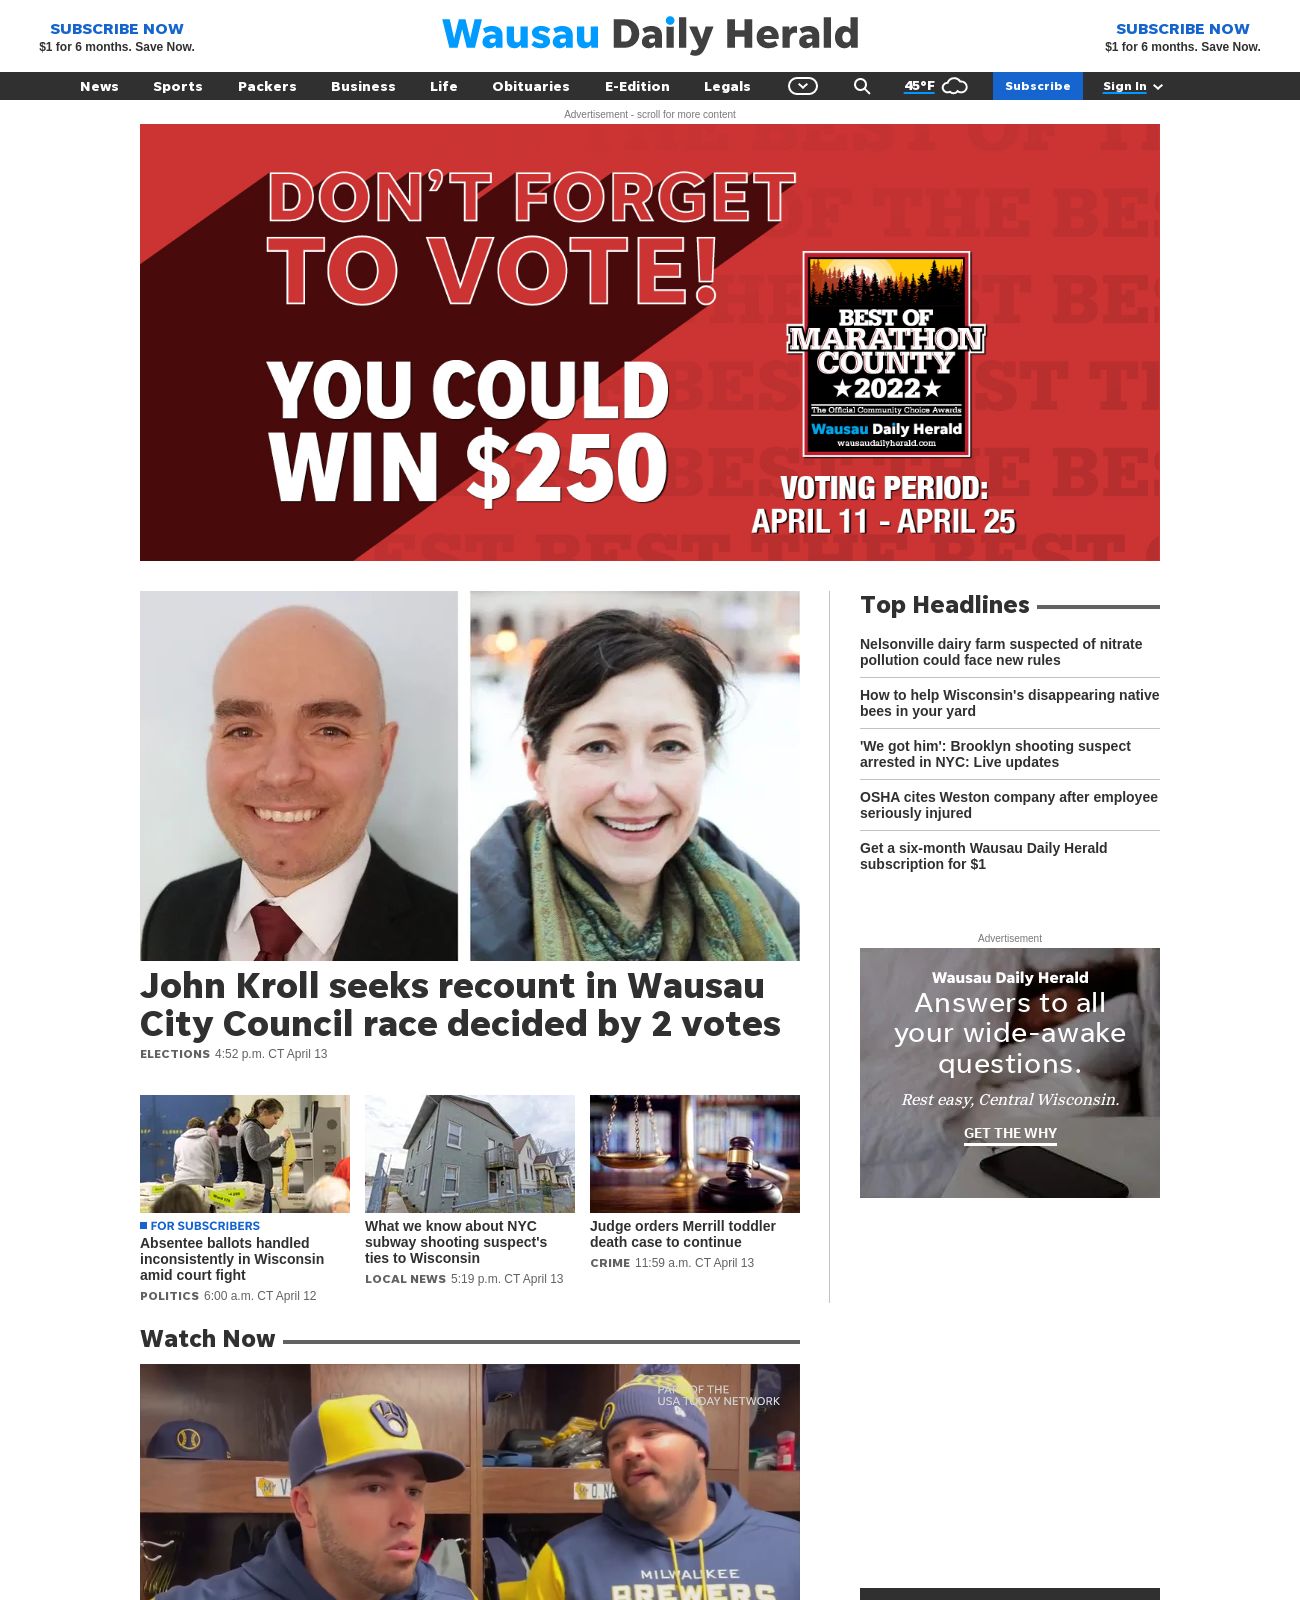 SUBSCRIBE NOW
$1 for 6 months. Save Now.
Wausau Daily Herald
SUBSCRIBE NOW
$1 for 6 months. Save Now.
News Sports Packers Business Life Obituaries E-Edition Legals 45°F Subscribe Sign In
Advertisement - scroll for more content
DON'T FORGET
TO VOTE!
YOU COULD
WIN $250
BEST OF
MARATHON
COUNTY
★2022★
The Official Community Choice Awards
Wausau Daily Herald
wausaudailyherald.com
VOTING PERIOD:
APRIL 11 - APRIL 25
John Kroll seeks recount in Wausau
City Council race decided by 2 votes
ELECTIONS 4:52 p.m. CT April 13
FOR SUBSCRIBERS
Absentee ballots handled
inconsistently in Wisconsin
amid court fight
POLITICS 6:00 a.m. CT April 12
What we know about NYC
subway shooting suspect's
ties to Wisconsin
LOCAL NEWS 5:19 p.m. CT April 13
Judge orders Merrill toddler
death case to continue
CRIME 11:59 a.m. CT April 13
Top Headlines
Nelsonville dairy farm suspected of nitrate
pollution could face new rules
How to help Wisconsin's disappearing native
bees in your yard
'We got him': Brooklyn shooting suspect
arrested in NYC: Live updates
OSHA cites Weston company after employee
seriously injured
Get a six-month Wausau Daily Herald
subscription for $1
Advertisement
Wausau Daily Herald
Answers to all
your wide-awake
questions.
Rest easy, Central Wisconsin.
GET THE WHY
Watch Now
PART OF THE
USA TODAY NETWORK
MILWAUKEE
BREWERS